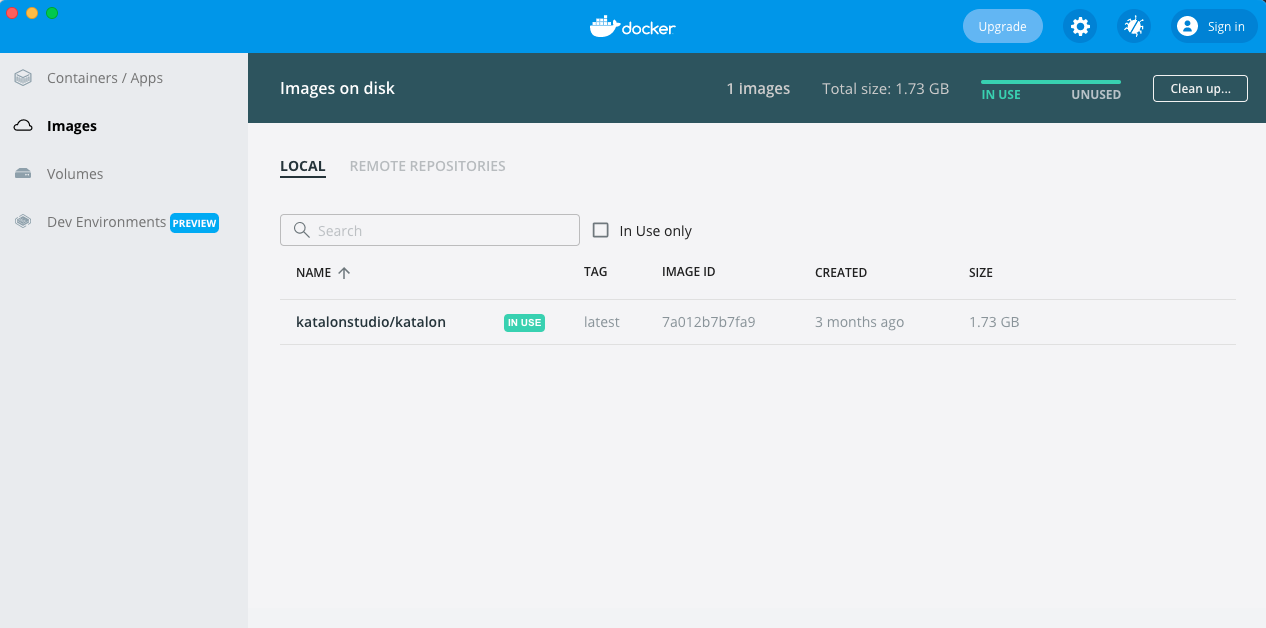 docker
Upgrade
Sign in
Containers / Apps
Images
Volumes
Dev Environments PREVIEW
Images on disk
1 images
Total size: 1.73 GB
IN USE
UNUSED
Clean up...
LOCAL
REMOTE REPOSITORIES
Search
In Use only
NAME TAG IMAGE ID CREATED SIZE
katalonstudio/katalon IN USE latest 7a012b7b7fa9 3 months ago 1.73 GB